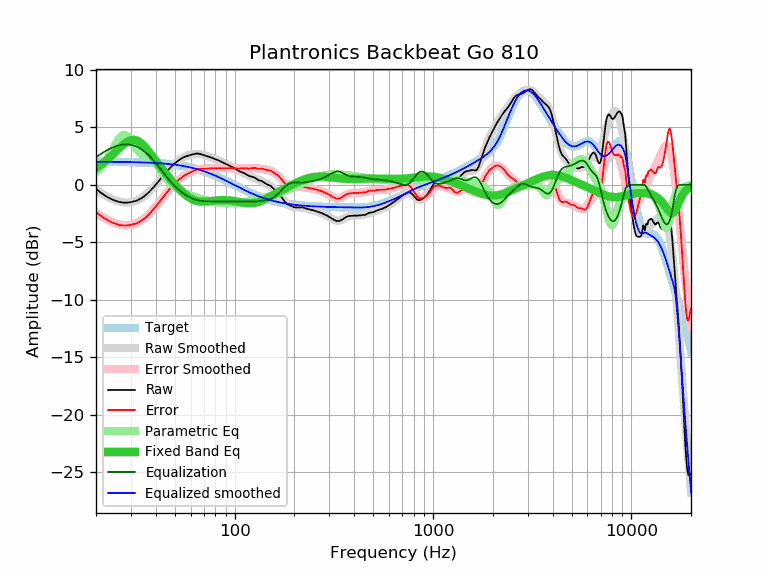 Plantronics Backbeat Go 810
10
5
0
−5
−10
−15
−20
−25
Amplitude (dBr)
Target
Raw Smoothed
Error Smoothed
Raw
Error
Parametric Eq
Fixed Band Eq
Equalization
Equalized smoothed
100
1000
10000
Frequency (Hz)